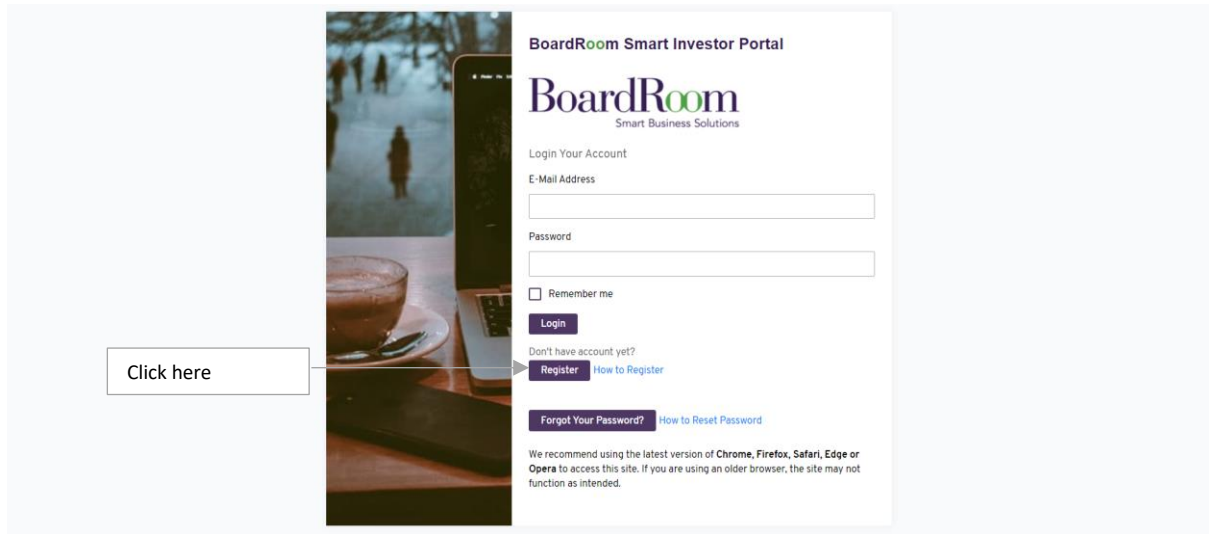 BoardRoom Smart Investor Portal
BoardRoom
Smart Business Solutions
Login Your Account
E-Mail Address
Password
Remember me
Login
Don't have account yet?
Click here
Register How to Register
Forgot Your Password? How to Reset Password
We recommend using the latest version of Chrome, Firefox, Safari, Edge or
Opera to access this site. If you are using an older browser, the site may not
function as intended.